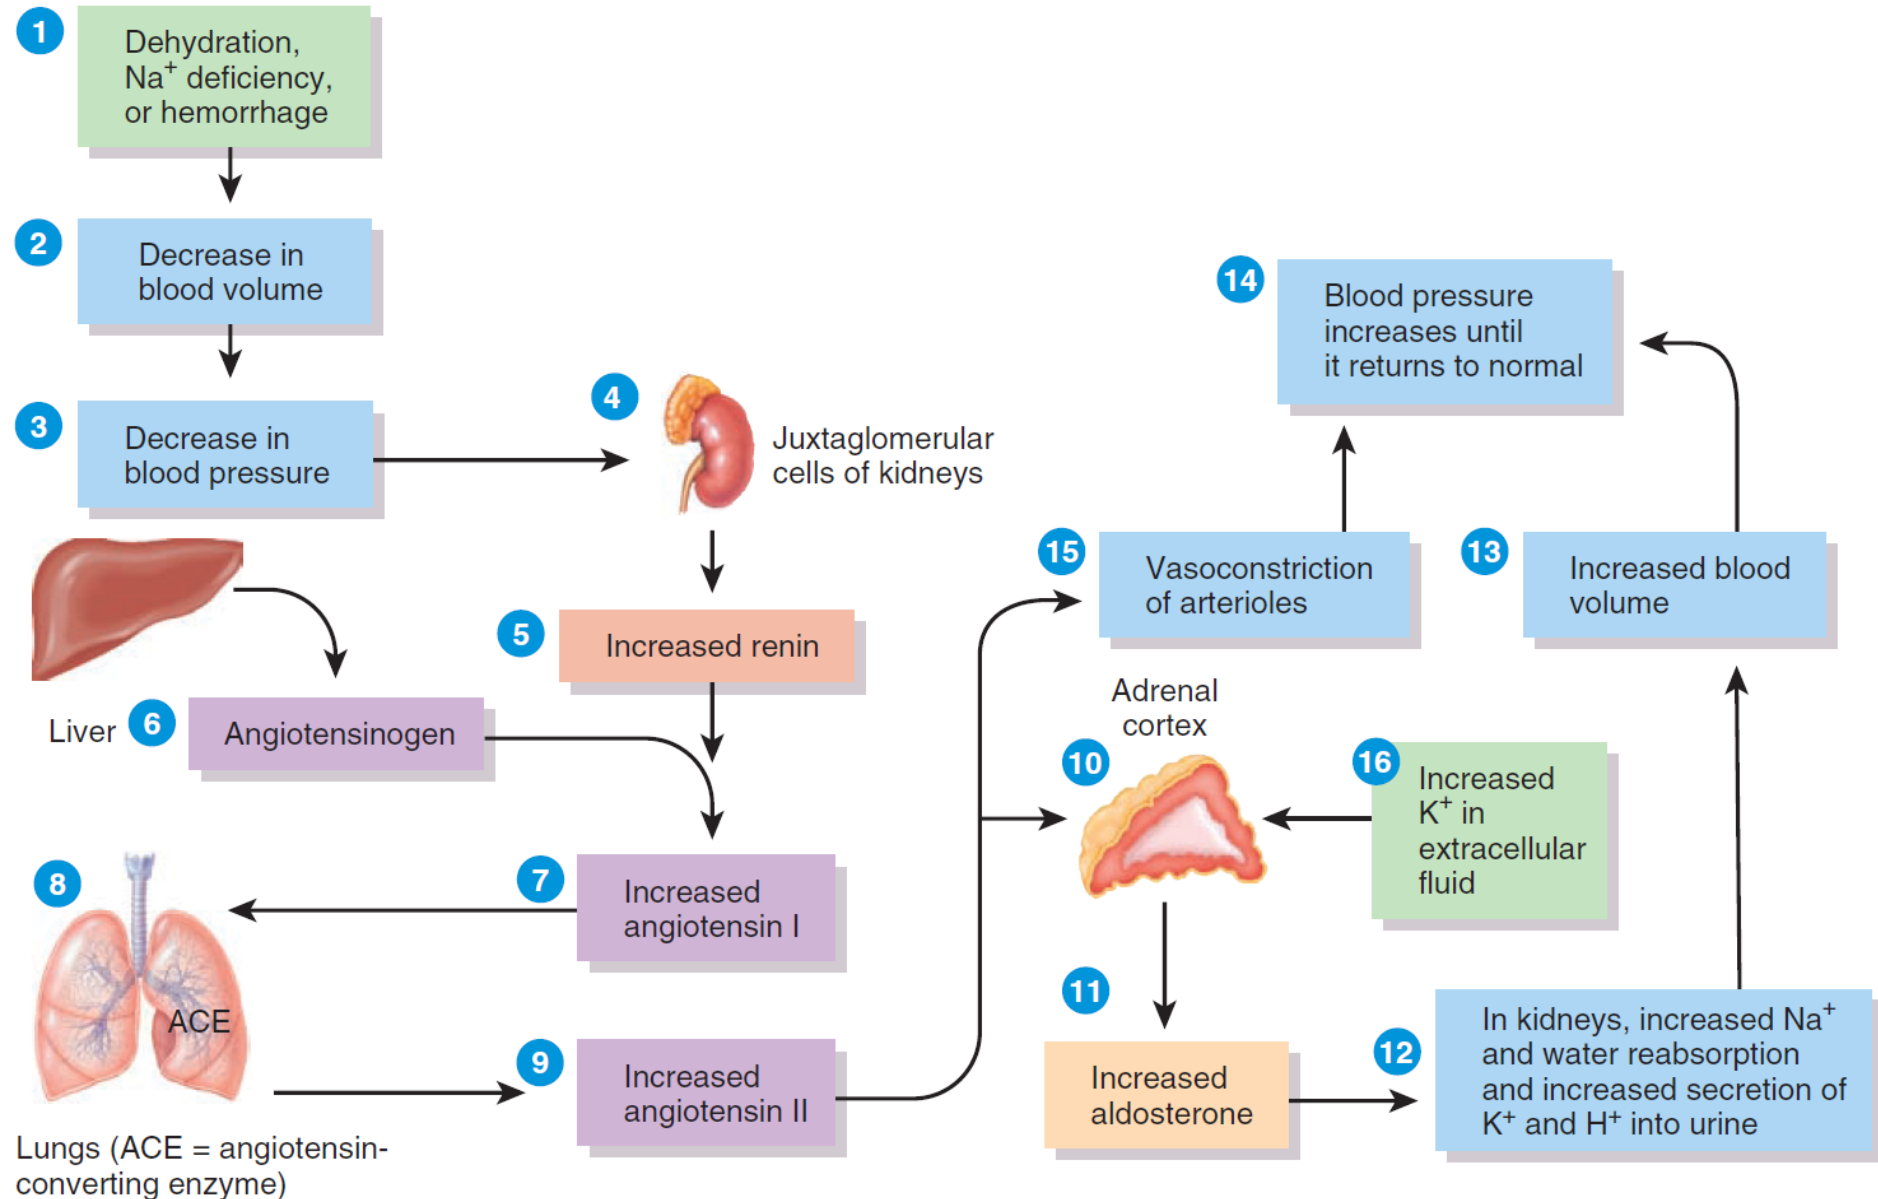 1
Dehydration,
Na+ deficiency,
or hemorrhage
2
Decrease in
blood volume
3
Decrease in
blood pressure
4
Juxtaglomerular
cells of kidneys
5
Increased renin
Liver
6
Angiotensinogen
7
Increased
angiotensin I
8
ACE
Lungs (ACE = angiotensin-
converting enzyme)
9
Increased
angiotensin II
10
Adrenal
cortex
11
Increased
aldosterone
12
In kidneys, increased Na+
and water reabsorption
and increased secretion of
K+ and H+ into urine
13
Increased blood
volume
14
Blood pressure
increases until
it returns to normal
15
Vasoconstriction
of arterioles
16
Increased
K+ in
extracellular
fluid